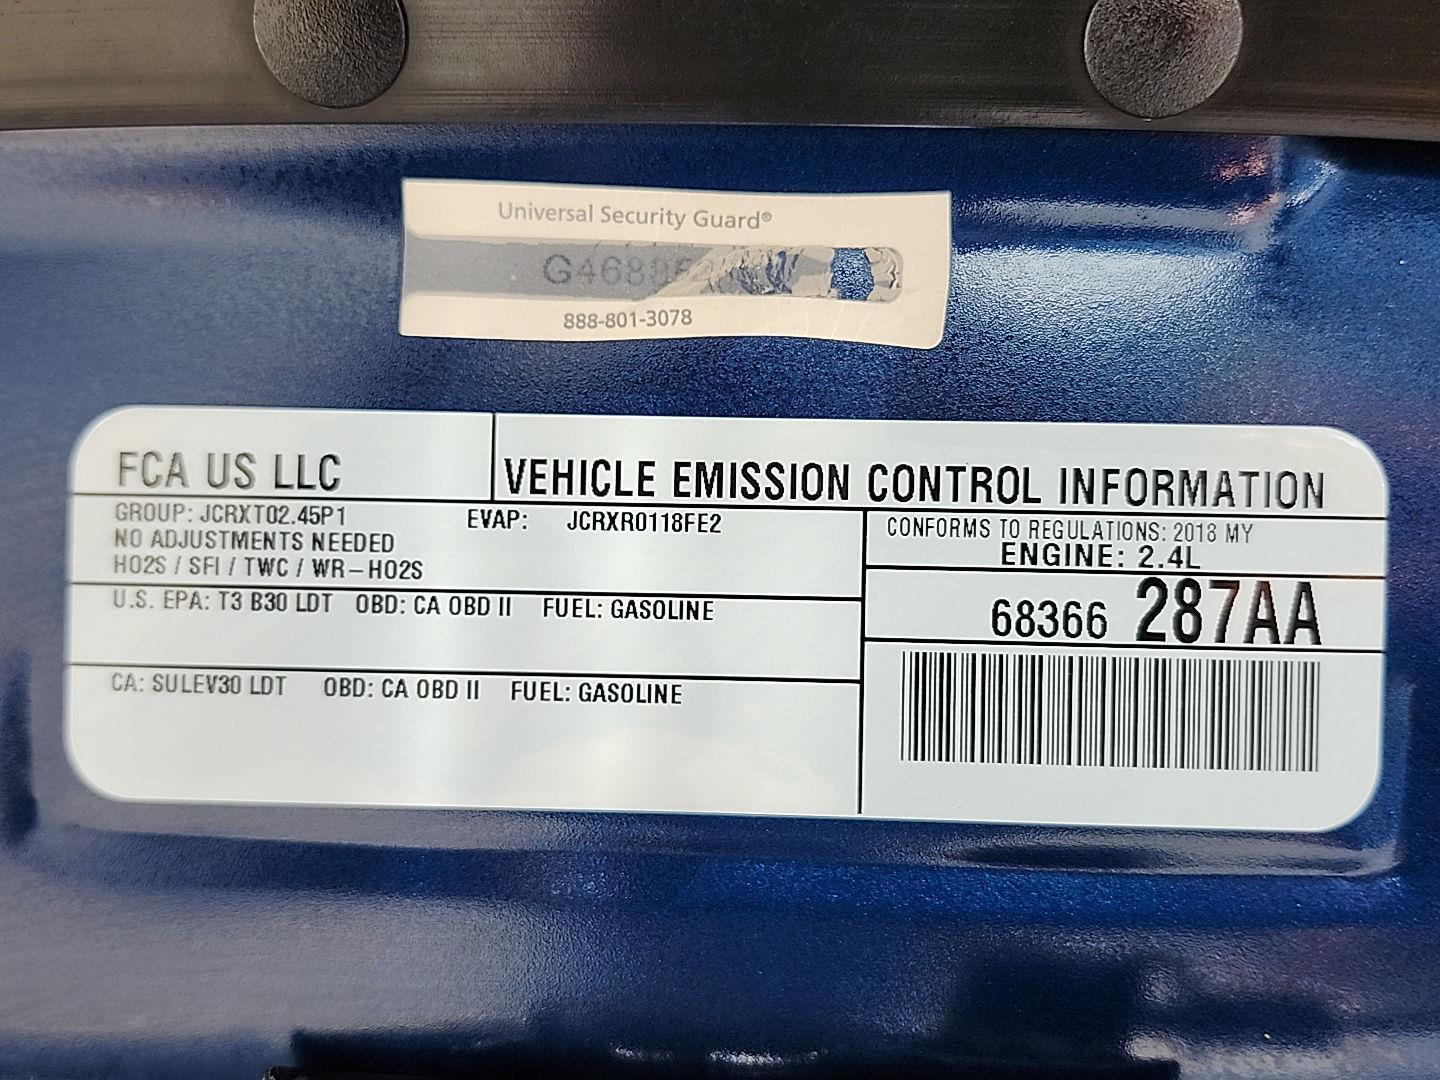 Universal Security Guard®
888-801-3078
FCA US LLC
VEHICLE EMISSION CONTROL INFORMATION
GROUP: JCRXT02.45P1 EVAP: JCRXR0118FE2
NO ADJUSTMENTS NEEDED
HO2S / SFI / TWC / WR-HO2S
U.S. EPA: T3 B30 LDT OBD: CA OBD II FUEL: GASOLINE
CA: SULEV30 LDT OBD: CA OBD II FUEL: GASOLINE
CONFORMS TO REGULATIONS: 2018 MY
ENGINE: 2.4L
68366 287AA